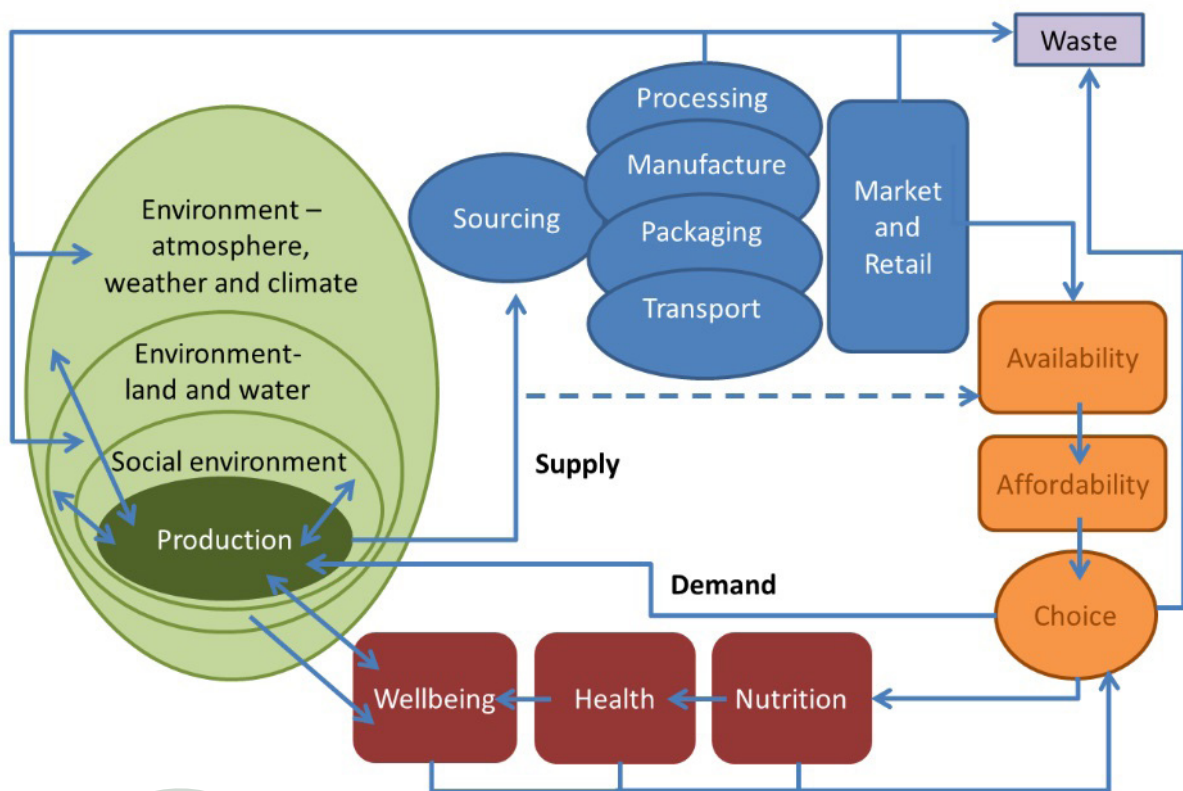 Waste
Processing
Manufacture
Packaging
Transport
Sourcing
Market
and
Retail
Environment –
atmosphere,
weather and climate
Environment-
land and water
Social environment
Production
Supply
Demand
Availability
Affordability
Choice
Wellbeing
Health
Nutrition